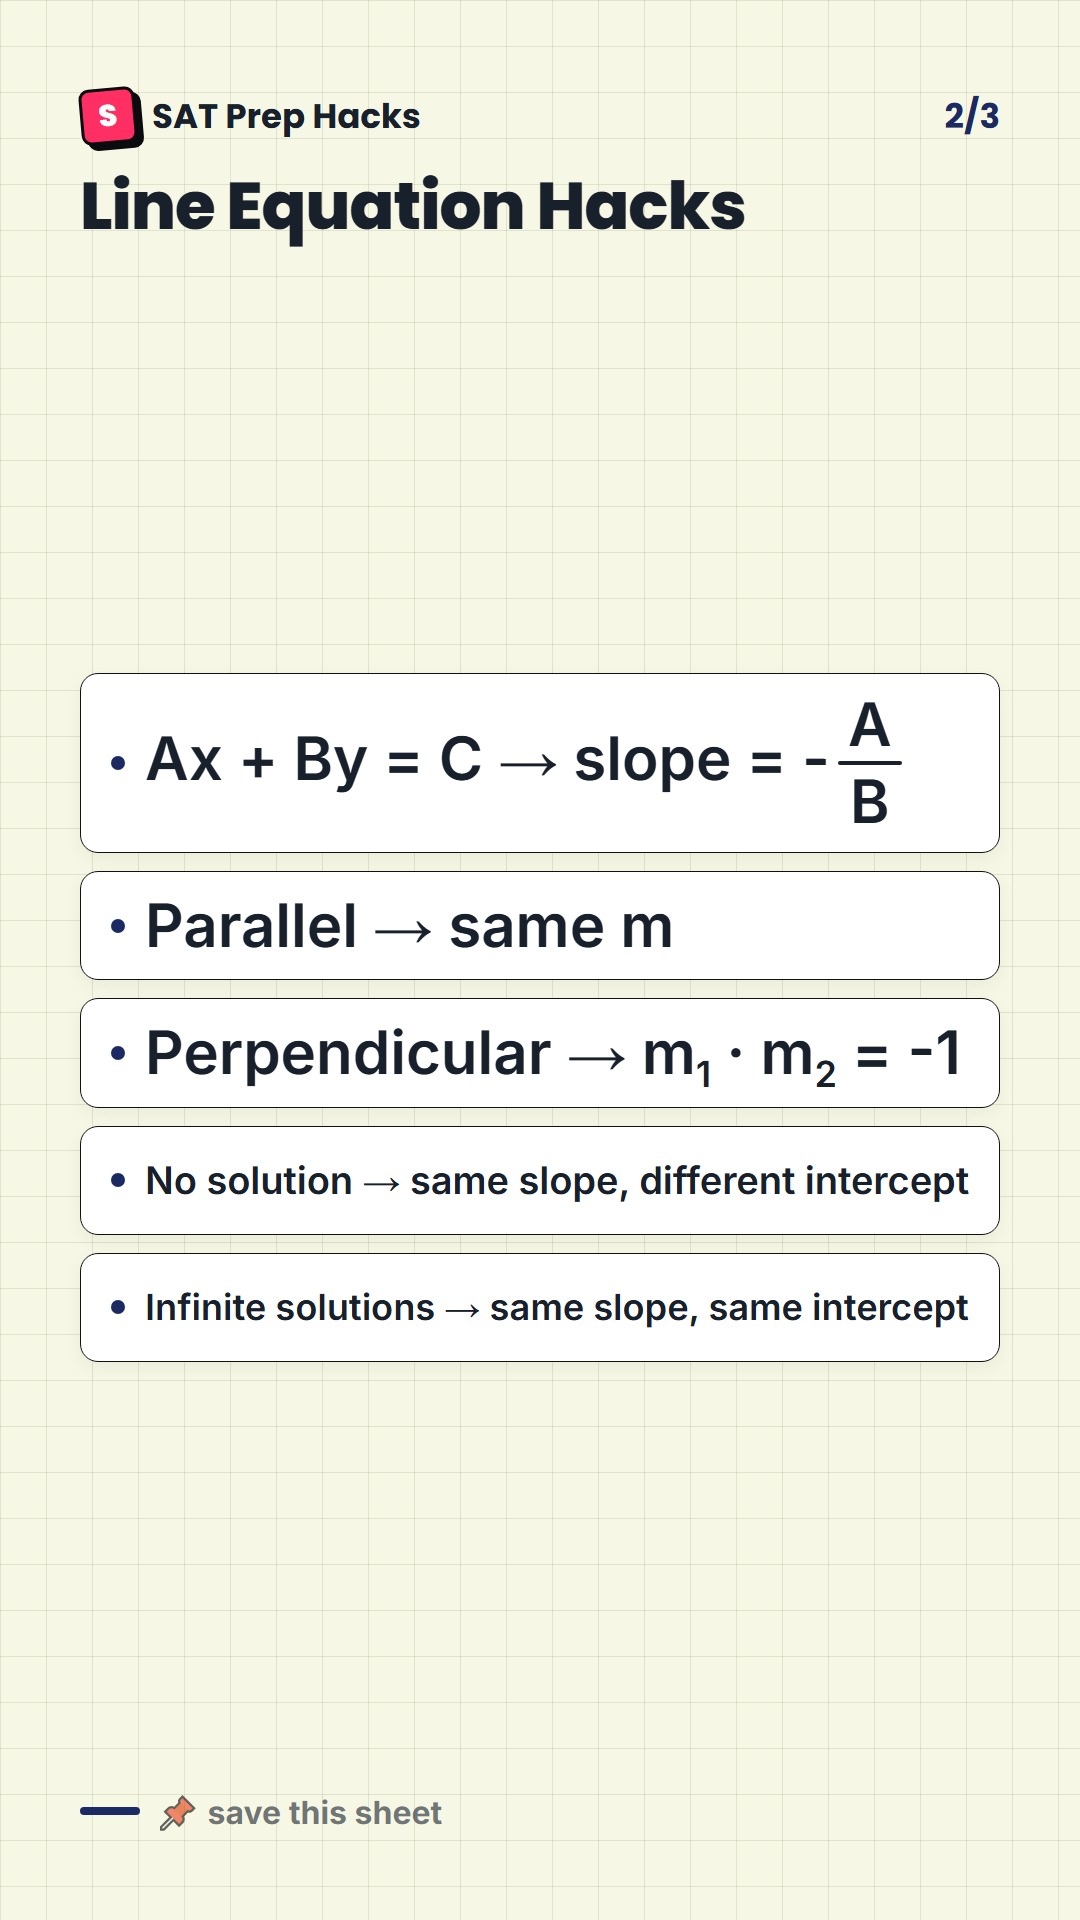 S SAT Prep Hacks 2/3
Line Equation Hacks
• Ax + By = C → slope = -A/B
• Parallel → same m
• Perpendicular → m₁ · m₂ = -1
• No solution → same slope, different intercept
• Infinite solutions → same slope, same intercept
📌 save this sheet